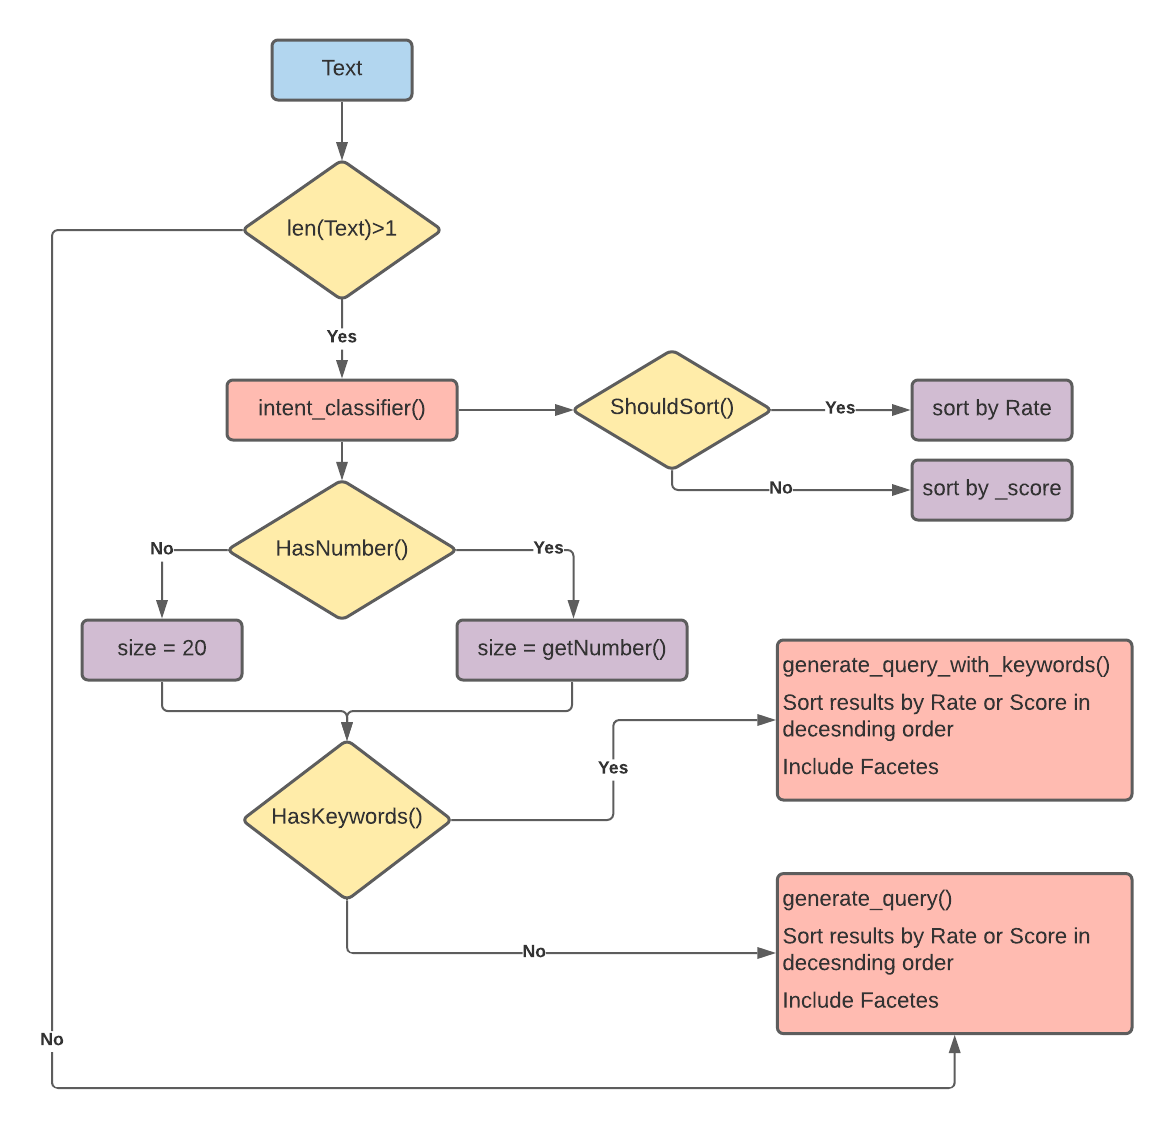 Text
len(Text)>1
Yes
intent_classifier()
ShouldSort()
Yes
sort by Rate
No
sort by _score
HasNumber()
No
Yes
size = 20
size = getNumber()
HasKeywords()
Yes
generate_query_with_keywords()
Sort results by Rate or Score in
decesnding order
Include Facetes
No
generate_query()
Sort results by Rate or Score in
decesnding order
Include Facetes
No